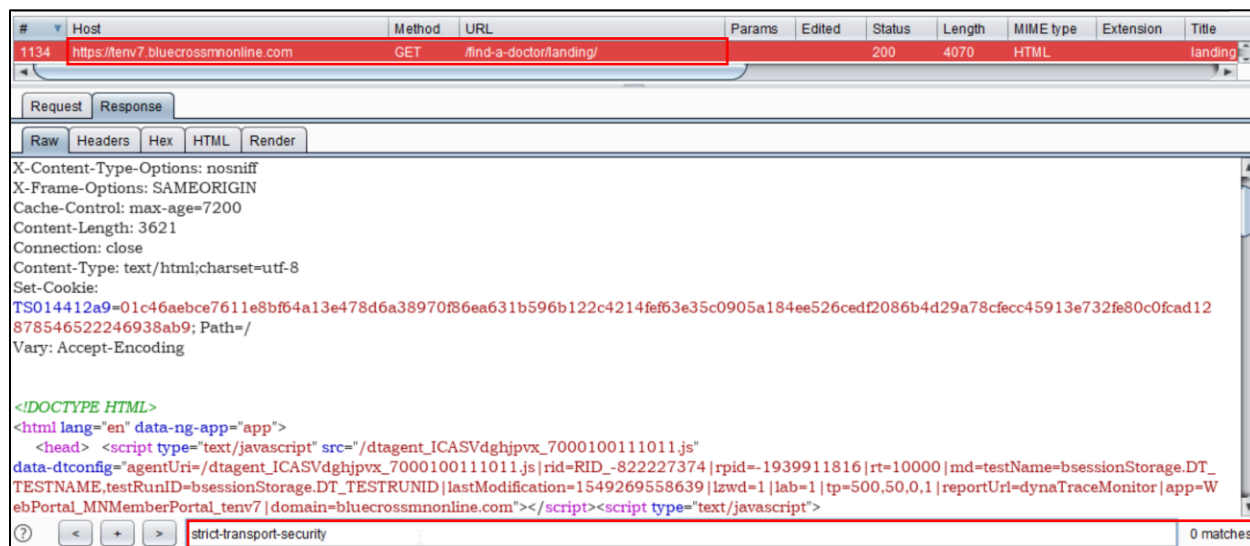 # Host Method URL Params Edited Status Length MIME type Extension Title
1134 https://tenv7.bluecrossmnonline.com GET /find-a-doctor/landing/ 200 4070 HTML landing
Request Response
Raw Headers Hex HTML Render
X-Content-Type-Options: nosniff
X-Frame-Options: SAMEORIGIN
Cache-Control: max-age=7200
Content-Length: 3621
Connection: close
Content-Type: text/html;charset=utf-8
Set-Cookie:
TS014412a9=01c46aebce7611e8bf64a13e478d6a38970f86ea631b596b122c4214fef63e35c0905a184ee526cedf2086b4d29a78cfecc45913e732fe80c0fcad12
878546522246938ab9; Path=/
Vary: Accept-Encoding
<!DOCTYPE HTML>
<html lang="en" data-ng-app="app">
<head> <script type="text/javascript" src="/dtagent_ICASVdghjpvx_7000100111011.js"
data-dtconfig="agentUri=/dtagent_ICASVdghjpvx_7000100111011.js|rid=RID_-822227374|rpid=-1939911816|rt=10000|md=testName=bsessionStorage.DT_
TESTNAME,testRunID=bsessionStorage.DT_TESTRUNID|lastModification=1549269558639|lzwd=1|lab=1|tp=500,50,0,1|reportUrl=dynaTraceMonitor|app=W
ebPortal_MNMemberPortal_tenv7|domain=bluecrossmnonline.com"></script><script type="text/javascript">
? < + > strict-transport-security 0 matches